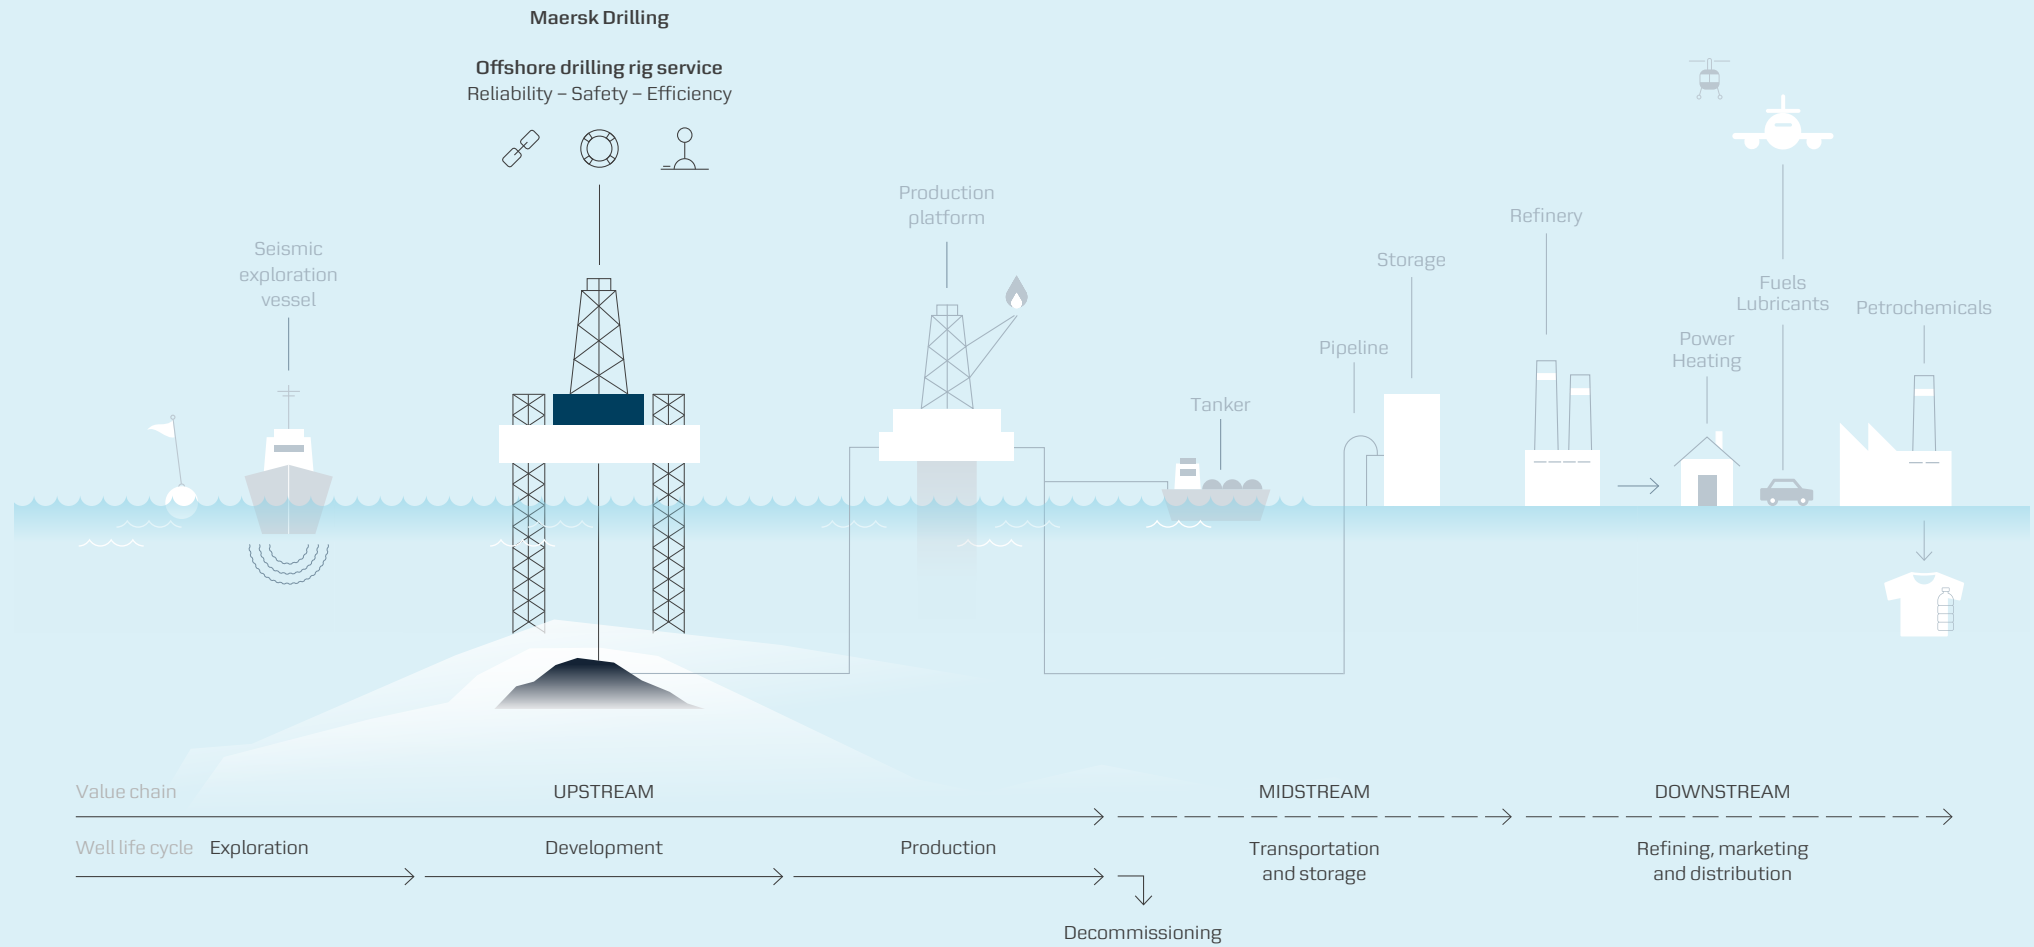 Maersk Drilling
Offshore drilling rig service
Reliability – Safety – Efficiency
Seismic
exploration
vessel
Production
platform
Tanker
Pipeline
Storage
Refinery
Power
Heating
Fuels
Lubricants
Petrochemicals
Value chain
UPSTREAM
MIDSTREAM
DOWNSTREAM
Well life cycle
Exploration
Development
Production
Transportation
and storage
Refining, marketing
and distribution
Decommissioning